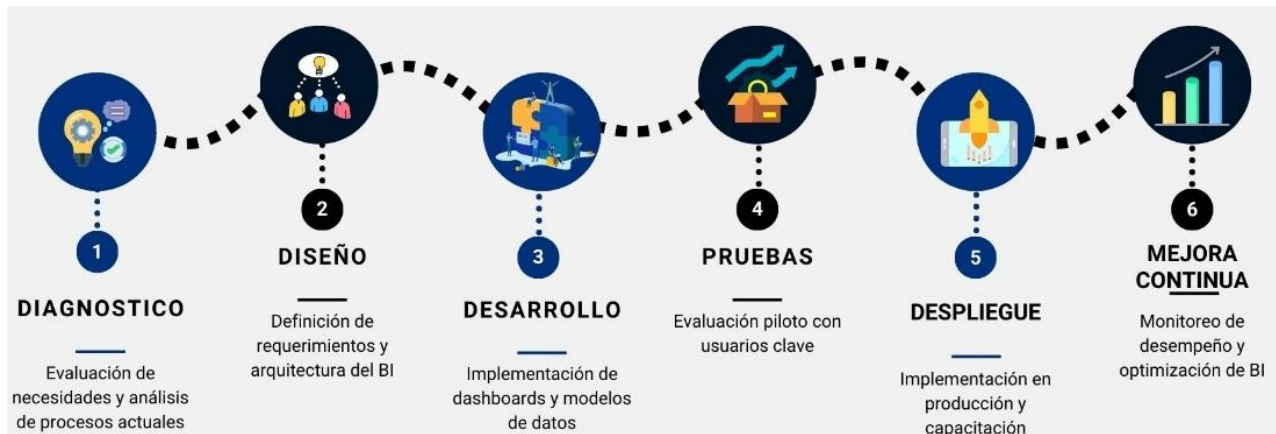 1
DIAGNOSTICO
Evaluación de
necesidades y análisis
de procesos actuales
2
DISEÑO
Definición de
requerimientos y
arquitectura del BI
3
DESARROLLO
Implementación de
dashboards y modelos
de datos
4
PRUEBAS
Evaluación piloto con
usuarios clave
5
DESPLIEGUE
Implementación en
producción y
capacitación
6
MEJORA
CONTINUA
Monitoreo de
desempeño y
optimización de BI